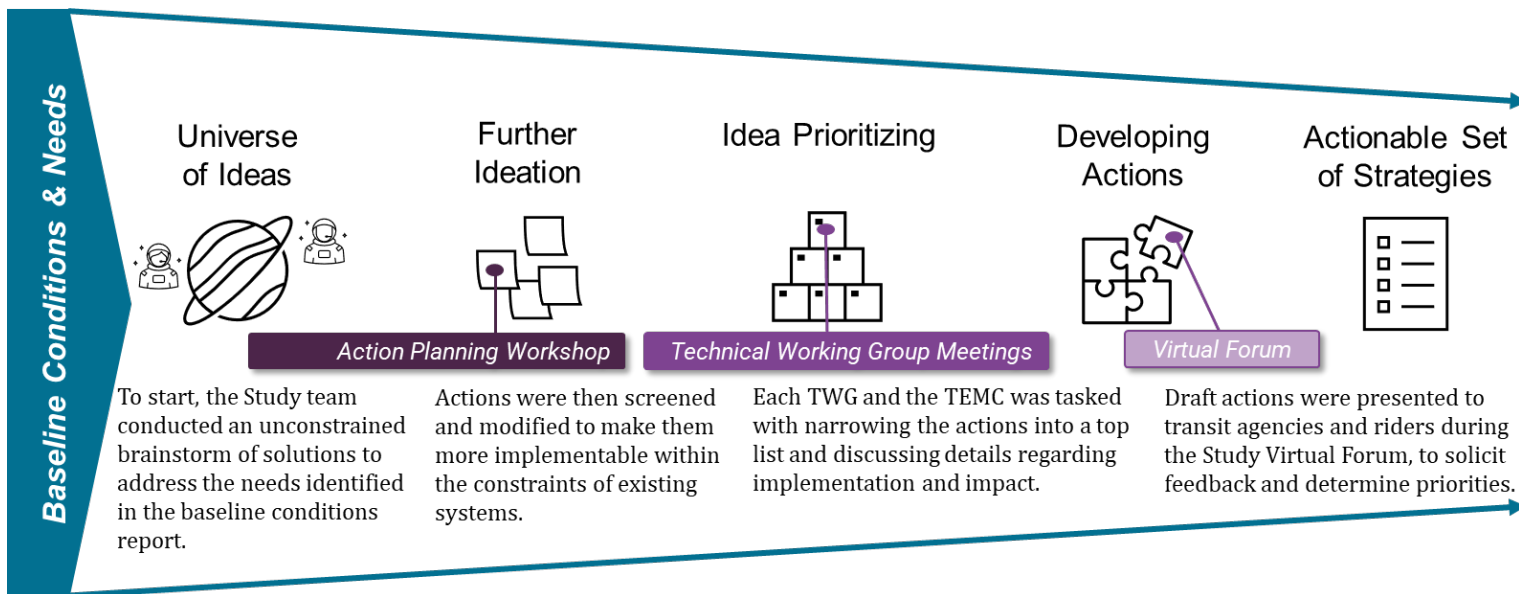 Baseline Conditions & Needs
Universe
of Ideas
Further
Ideation
Idea Prioritizing
Developing
Actions
Actionable Set
of Strategies
Action Planning Workshop
Technical Working Group Meetings
Virtual Forum
To start, the Study team
conducted an unconstrained
brainstorm of solutions to
address the needs identified
in the baseline conditions
report.
Actions were then screened
and modified to make them
more implementable within
the constraints of existing
systems.
Each TWG and the TEMC was tasked
with narrowing the actions into a top
list and discussing details regarding
implementation and impact.
Draft actions were presented to
transit agencies and riders during
the Study Virtual Forum, to solicit
feedback and determine priorities.